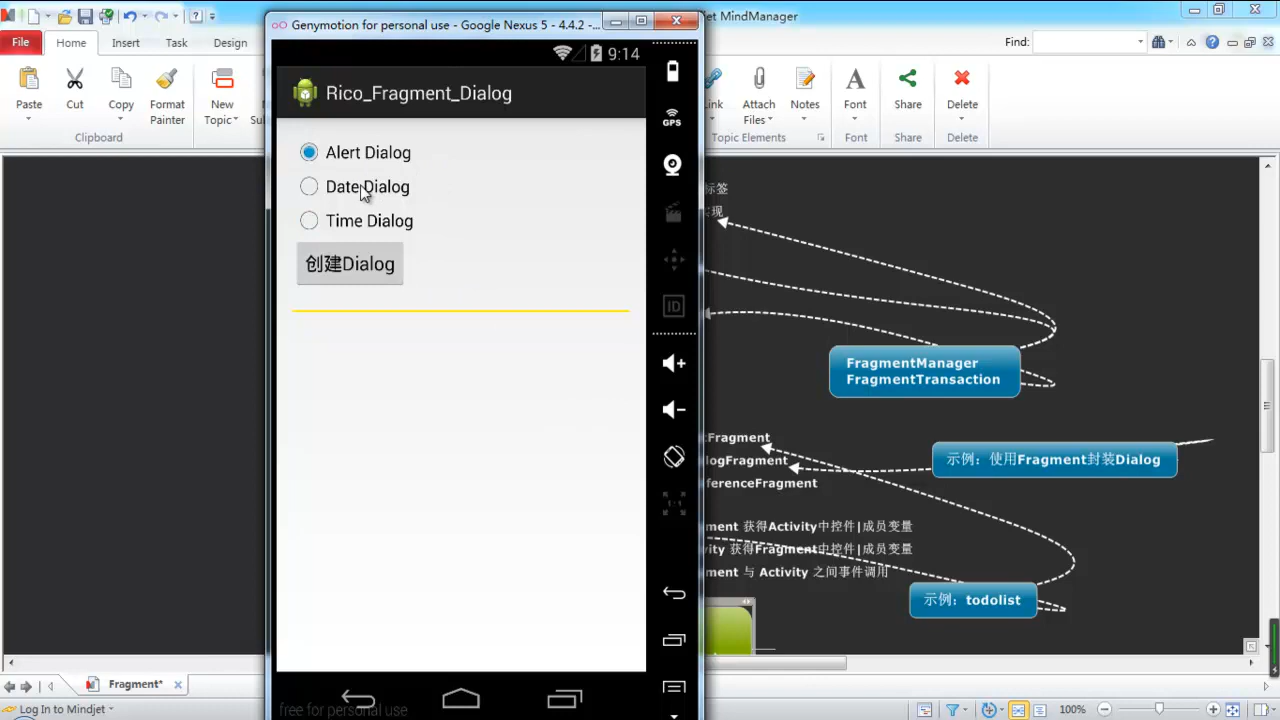 Genymotion for personal use - Google Nexus 5 - 4.4.2 -...
et MindManager
File
Home
Insert
Task
Design
Find:
Paste
Cut
Copy
Format
Painter
New
Topic
Link
Attach
Files
Notes
Font
Share
Delete
Clipboard
Topic Elements
Font
Share
Delete
9:14
Rico_Fragment_Dialog
Alert Dialog
Date Dialog
Time Dialog
创建Dialog
GPS
ID
1:1
标签
实现
FragmentManager
FragmentTransaction
tFragment
logFragment
ferenceFragment
示例：使用Fragment封装Dialog
ment 获得Activity中控件|成员变量
vity 获得Fragment中控件|成员变量
ment 与 Activity 之间事件调用
示例：todolist
Fragment*
free for personal use
Log In to Mindjet
100%